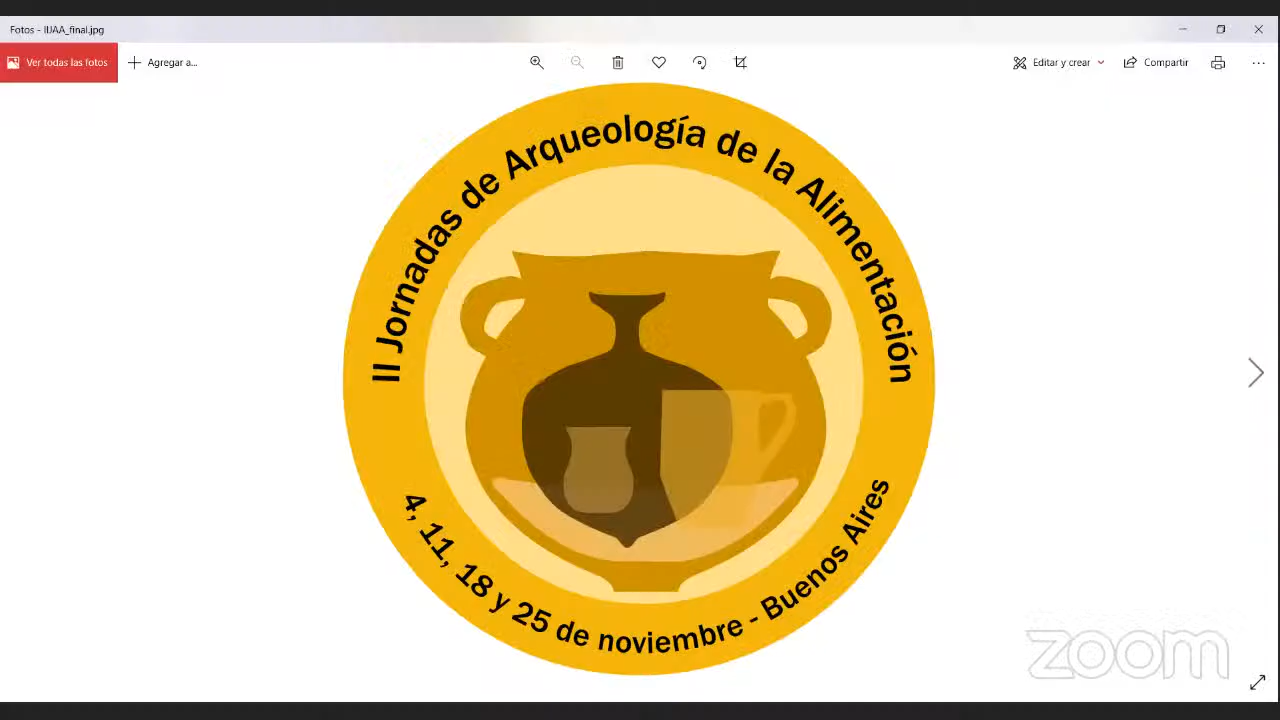 Fotos - IIJAA_final.jpg
Ver todas las fotos
Agregar a...
Editar y crear
Compartir
II Jornadas de Arqueología de la Alimentación
4, 11, 18 y 25 de noviembre - Buenos Aires
zoom